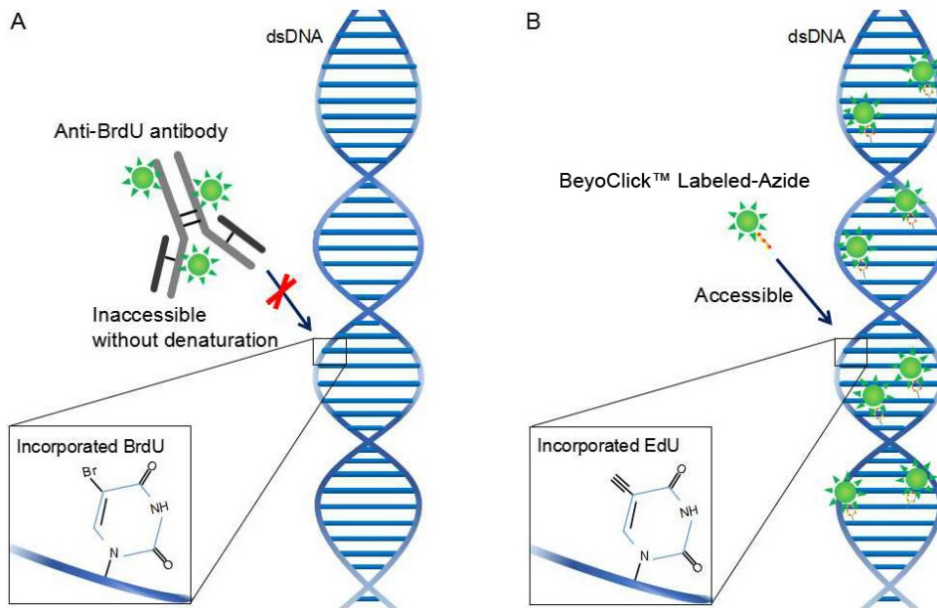 A
dsDNA
Anti-BrdU antibody
Inaccessible
without denaturation
Incorporated BrdU
Br
O
NH
N
O
B
dsDNA
BeyoClick™ Labeled-Azide
Accessible
Incorporated EdU
O
NH
N
O